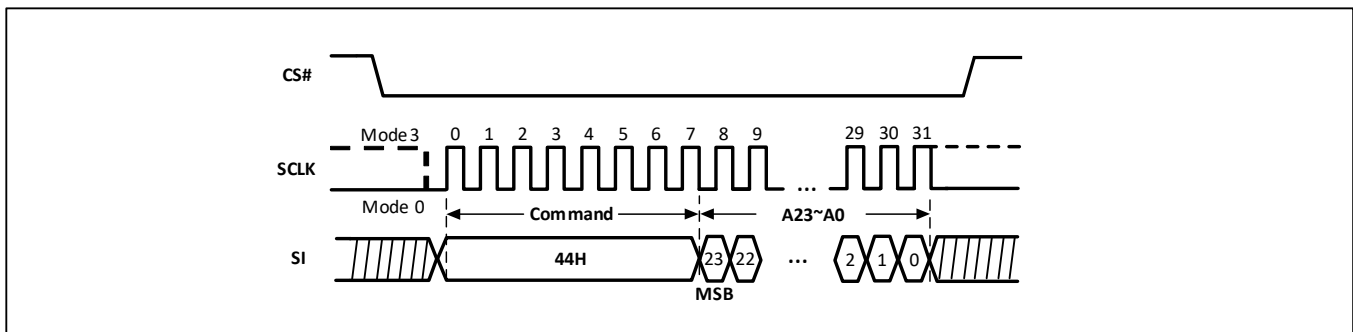 CS#
Mode 3 0 1 2 3 4 5 6 7 8 9 29 30 31
SCLK
...
Mode 0 Command A23~A0
SI 44H 23 22 ... 2 1 0
MSB